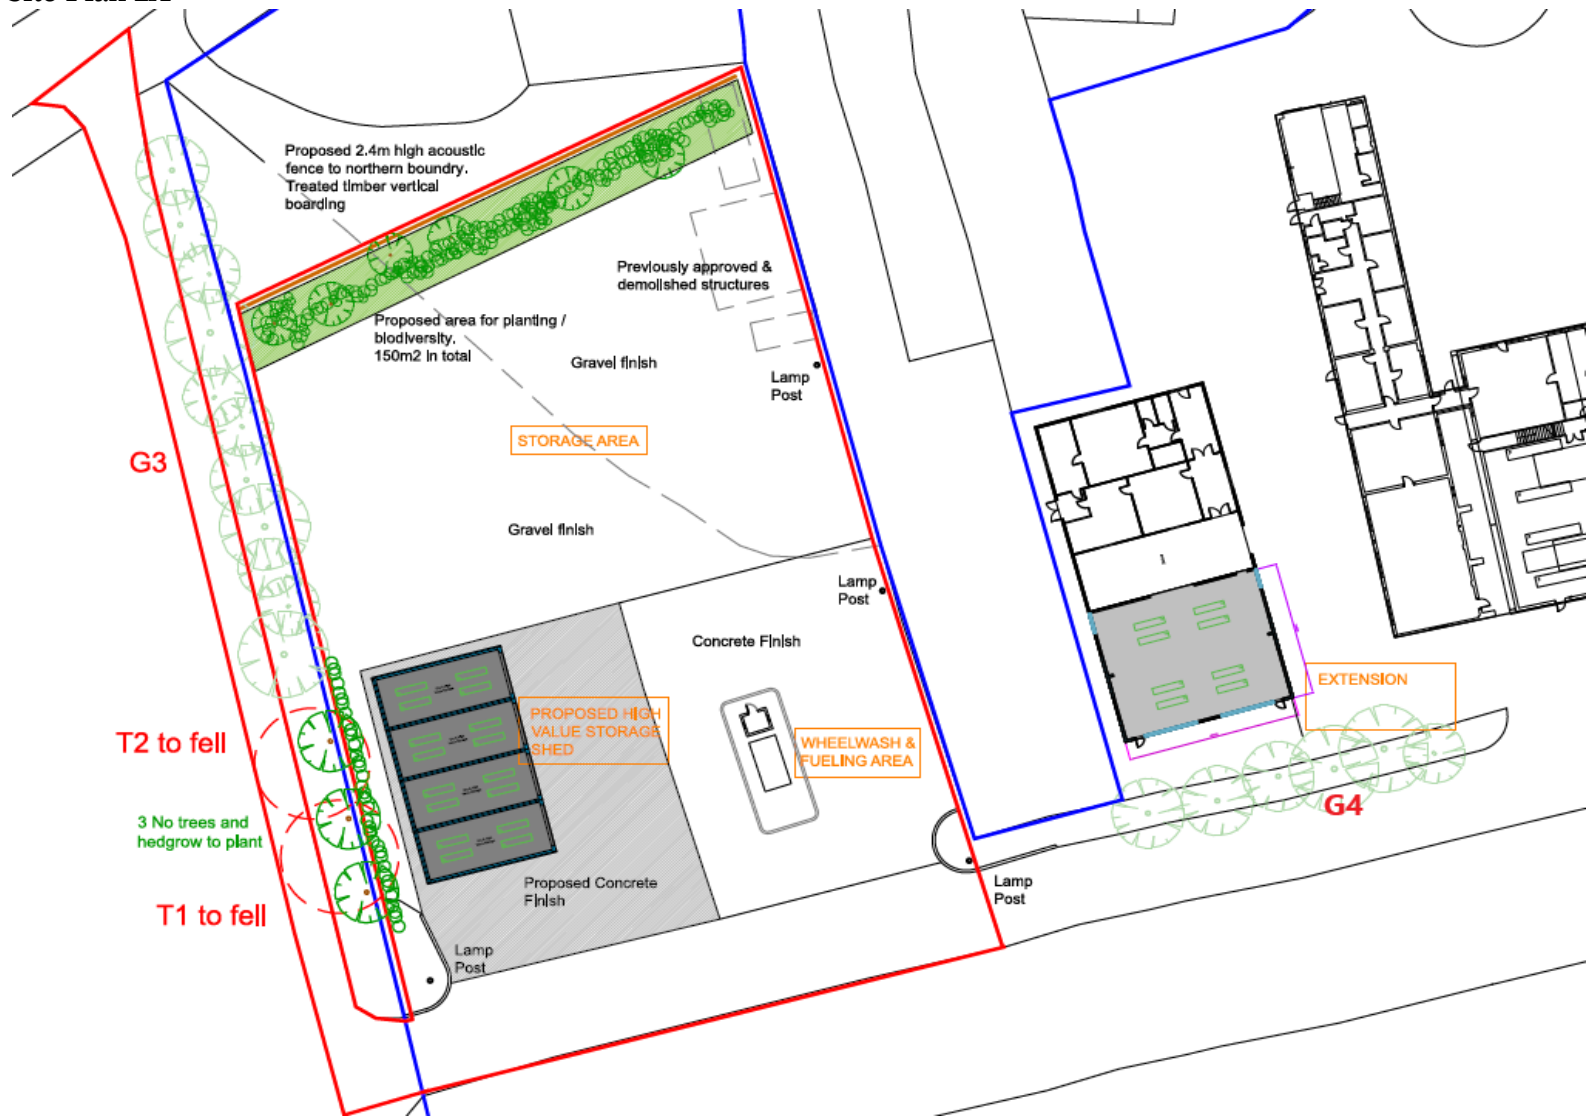 Proposed 2.4m high acoustic
fence to northern boundry.
Treated timber vertical
boarding
Previously approved &
demolished structures
Proposed area for planting /
biodiversity.
150m2 in total
Gravel finish
Lamp
Post
STORAGE AREA
G3
Gravel finish
Lamp
Post
Concrete Finish
EXTENSION
PROPOSED HIGH
VALUE STORAGE
SHED
T2 to fell
WHEELWASH &
FUELING AREA
G4
3 No trees and
hedgrow to plant
Proposed Concrete
Finish
Lamp
Post
T1 to fell
Lamp
Post